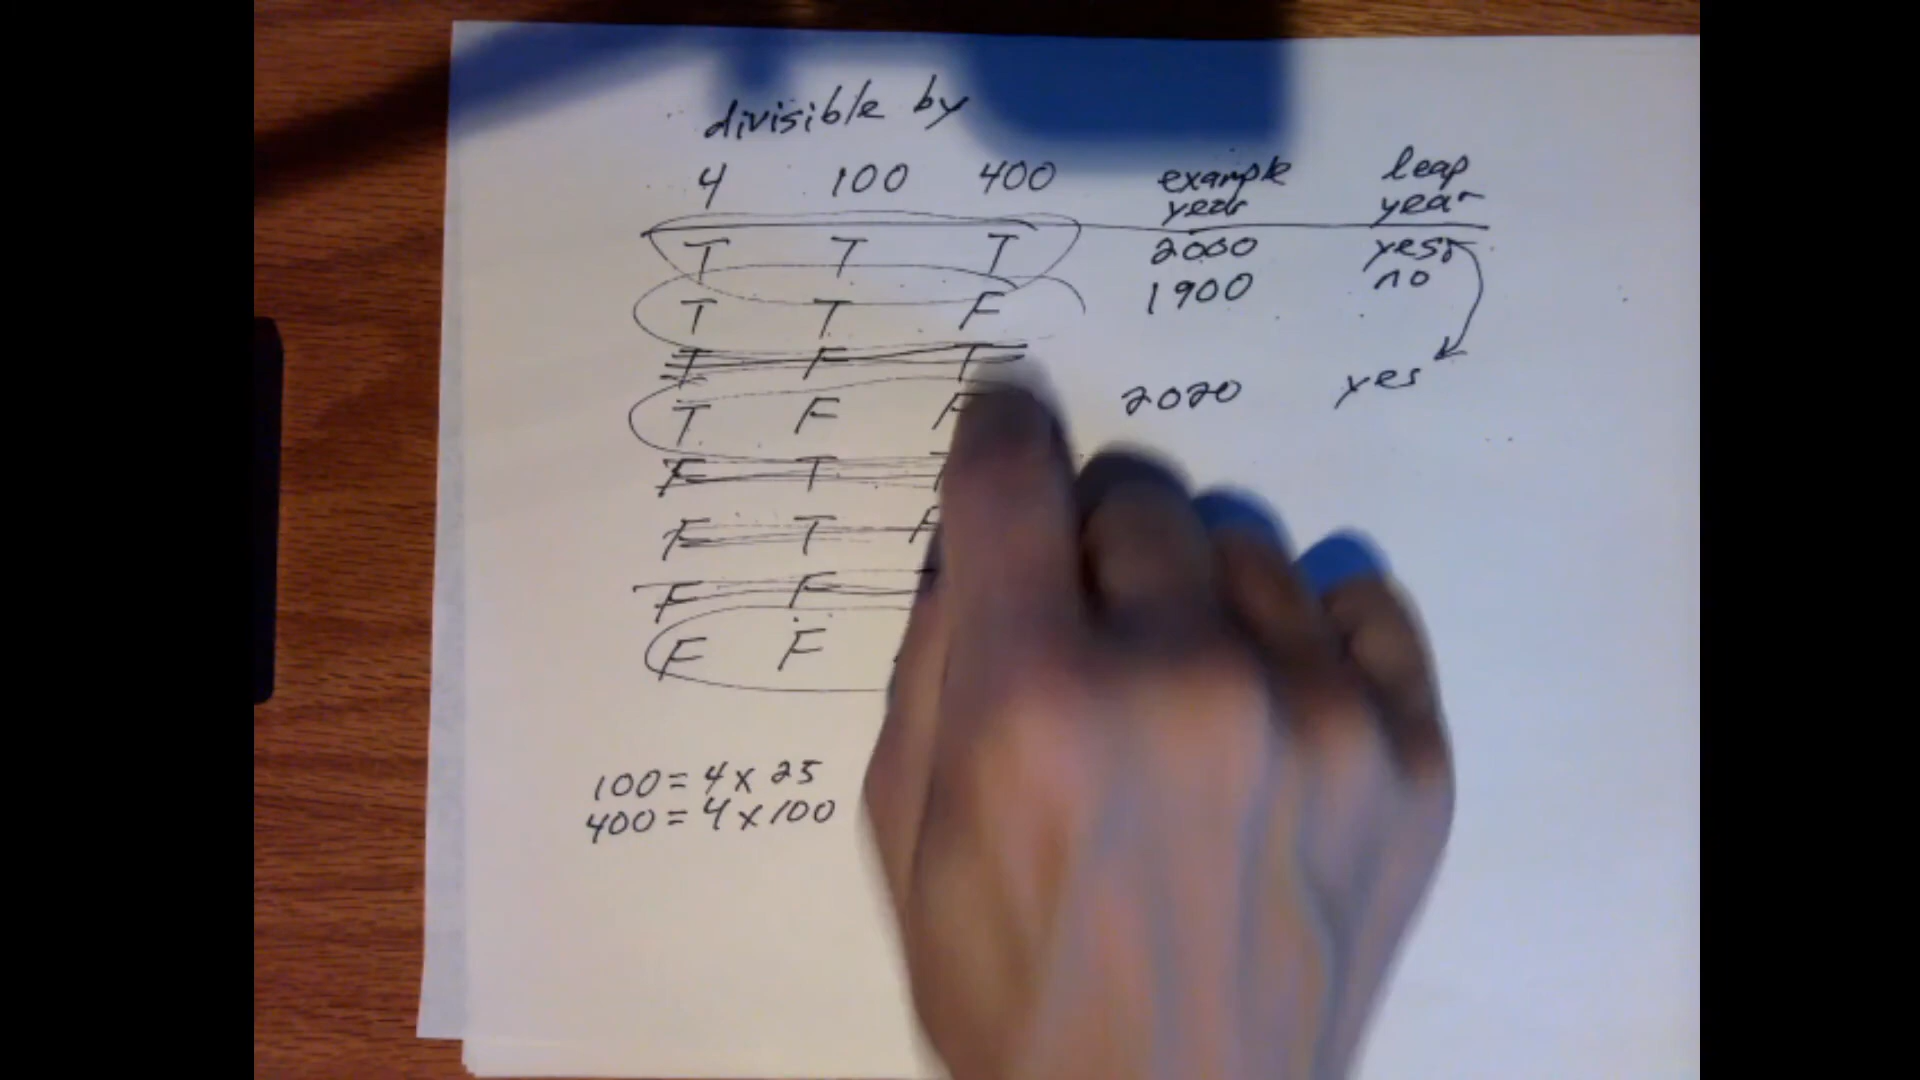 divisible by
4 100 400 example year leap year
T T T 2000 yes
T T F 1900 no
T F T
T F F 2020 yes
F T T
F T F
F F
F F
100 = 4 x 25
400 = 4 x 100